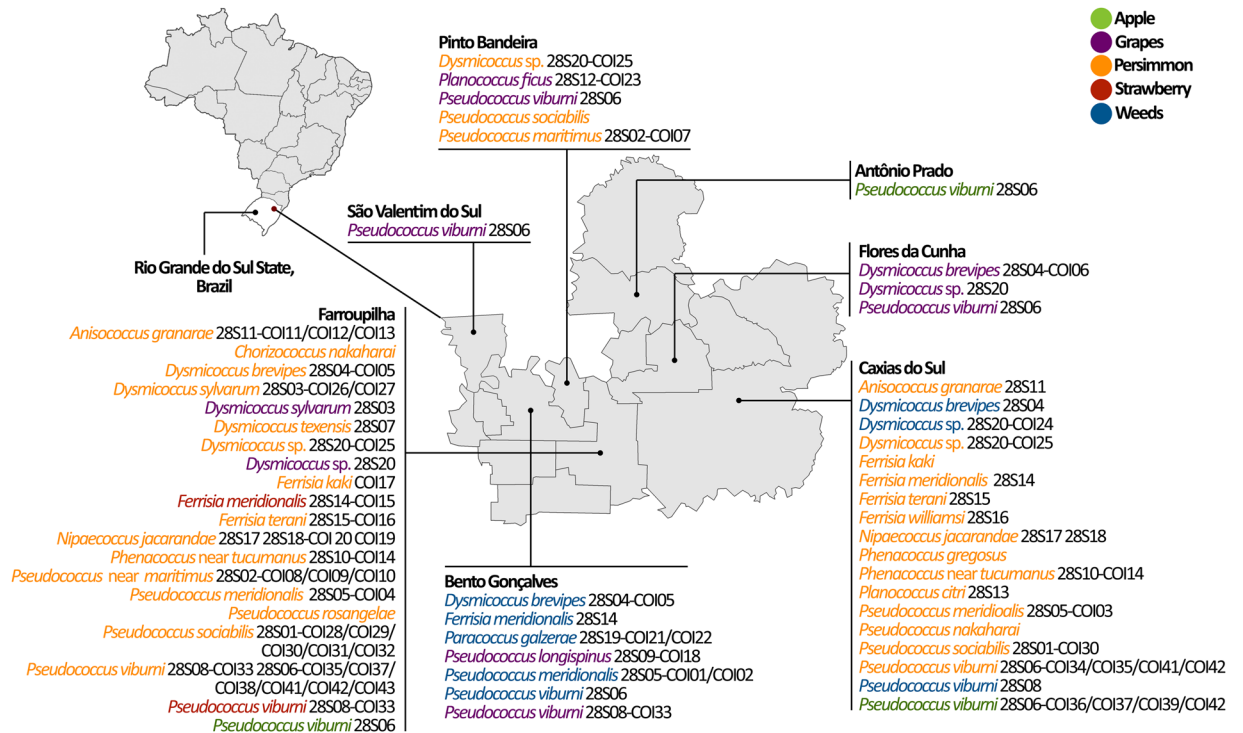 Apple
Grapes
Persimmon
Strawberry
Weeds
Pinto Bandeira
Dysmicoccus sp. 28S20-COI25
Planococcus ficus 28S12-COI23
Pseudococcus viburni 28S06
Pseudococcus sociabilis
Pseudococcus maritimus 28S02-COI07
Antônio Prado
Pseudococcus viburni 28S06
São Valentim do Sul
Pseudococcus viburni 28S06
Rio Grande do Sul State,
Brazil
Flores da Cunha
Dysmicoccus brevipes 28S04-COI06
Dysmicoccus sp. 28S20
Pseudococcus viburni 28S06
Farroupilha
Anisococcus granarae 28S11-COI11/COI12/COI13
Chorizococcus nakaharai
Dysmicoccus brevipes 28S04-COI05
Dysmicoccus sylvarum 28S03-COI26/COI27
Dysmicoccus sylvarum 28S03
Dysmicoccus texensis 28S07
Dysmicoccus sp. 28S20-COI25
Dysmicoccus sp. 28S20
Ferrisia kaki COI17
Ferrisia meridionalis 28S14-COI15
Ferrisia terani 28S15-COI16
Nipaecoccus jacarandae 28S17 28S18-COI 20 COI19
Phenacoccus near tucumanus 28S10-COI14
Pseudococcus near maritimus 28S02-COI08/COI09/COI10
Pseudococcus meridionalis 28S05-COI04
Pseudococcus rosangelae
Pseudococcus sociabilis 28S01-COI28/COI29/
COI30/COI31/COI32
Pseudococcus viburni 28S08-COI33 28S06-COI35/COI37/
COI38/COI41/COI42/COI43
Pseudococcus viburni 28S08-COI33
Pseudococcus viburni 28S06
Bento Gonçalves
Dysmicoccus brevipes 28S04-COI05
Ferrisia meridionalis 28S14
Paracoccus galzerae 28S19-COI21/COI22
Pseudococcus longispinus 28S09-COI18
Pseudococcus meridionalis 28S05-COI01/COI02
Pseudococcus viburni 28S06
Pseudococcus viburni 28S08-COI33
Caxias do Sul
Anisococcus granarae 28S11
Dysmicoccus brevipes 28S04
Dysmicoccus sp. 28S20-COI24
Dysmicoccus sp. 28S20-COI25
Ferrisia kaki
Ferrisia meridionalis 28S14
Ferrisia terani 28S15
Ferrisia williamsi 28S16
Nipaecoccus jacarandae 28S17 28S18
Phenacoccus gregosus
Phenacoccus near tucumanus 28S10-COI14
Planococcus citri 28S13
Pseudococcus meridioalis 28S05-COI03
Pseudococcus nakaharai
Pseudococcus sociabilis 28S01-COI30
Pseudococcus viburni 28S06-COI34/COI35/COI41/COI42
Pseudococcus viburni 28S08
Pseudococcus viburni 28S06-COI36/COI37/COI39/COI42